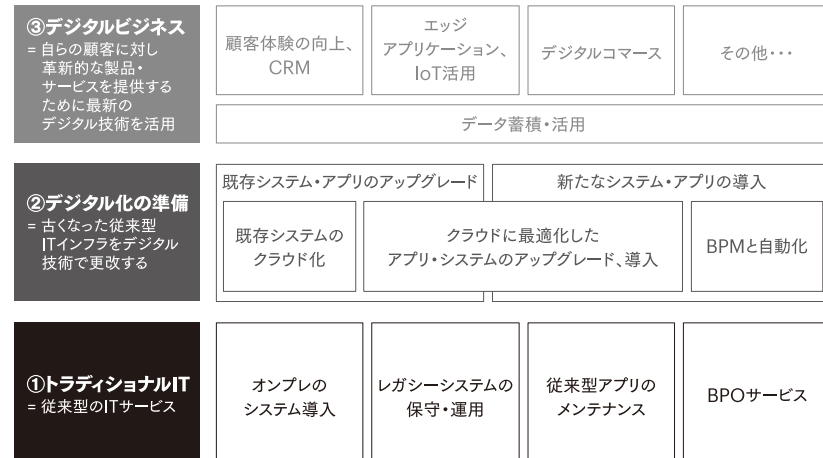 ③デジタルビジネス
= 自らの顧客に対し
革新的な製品・
サービスを提供する
ために最新の
デジタル技術を活用
顧客体験の向上、
CRM
エッジ
アプリケーション、
IoT活用
デジタルコマース
その他・・・
データ蓄積・活用
②デジタル化の準備
= 古くなった従来型
ITインフラをデジタル
技術で更改する
既存システム・アプリのアップグレード
新たなシステム・アプリの導入
既存システムの
クラウド化
クラウドに最適化した
アプリ・システムのアップグレード、導入
BPMと自動化
①トラディショナルIT
= 従来型のITサービス
オンプレの
システム導入
レガシーシステムの
保守・運用
従来型アプリの
メンテナンス
BPOサービス